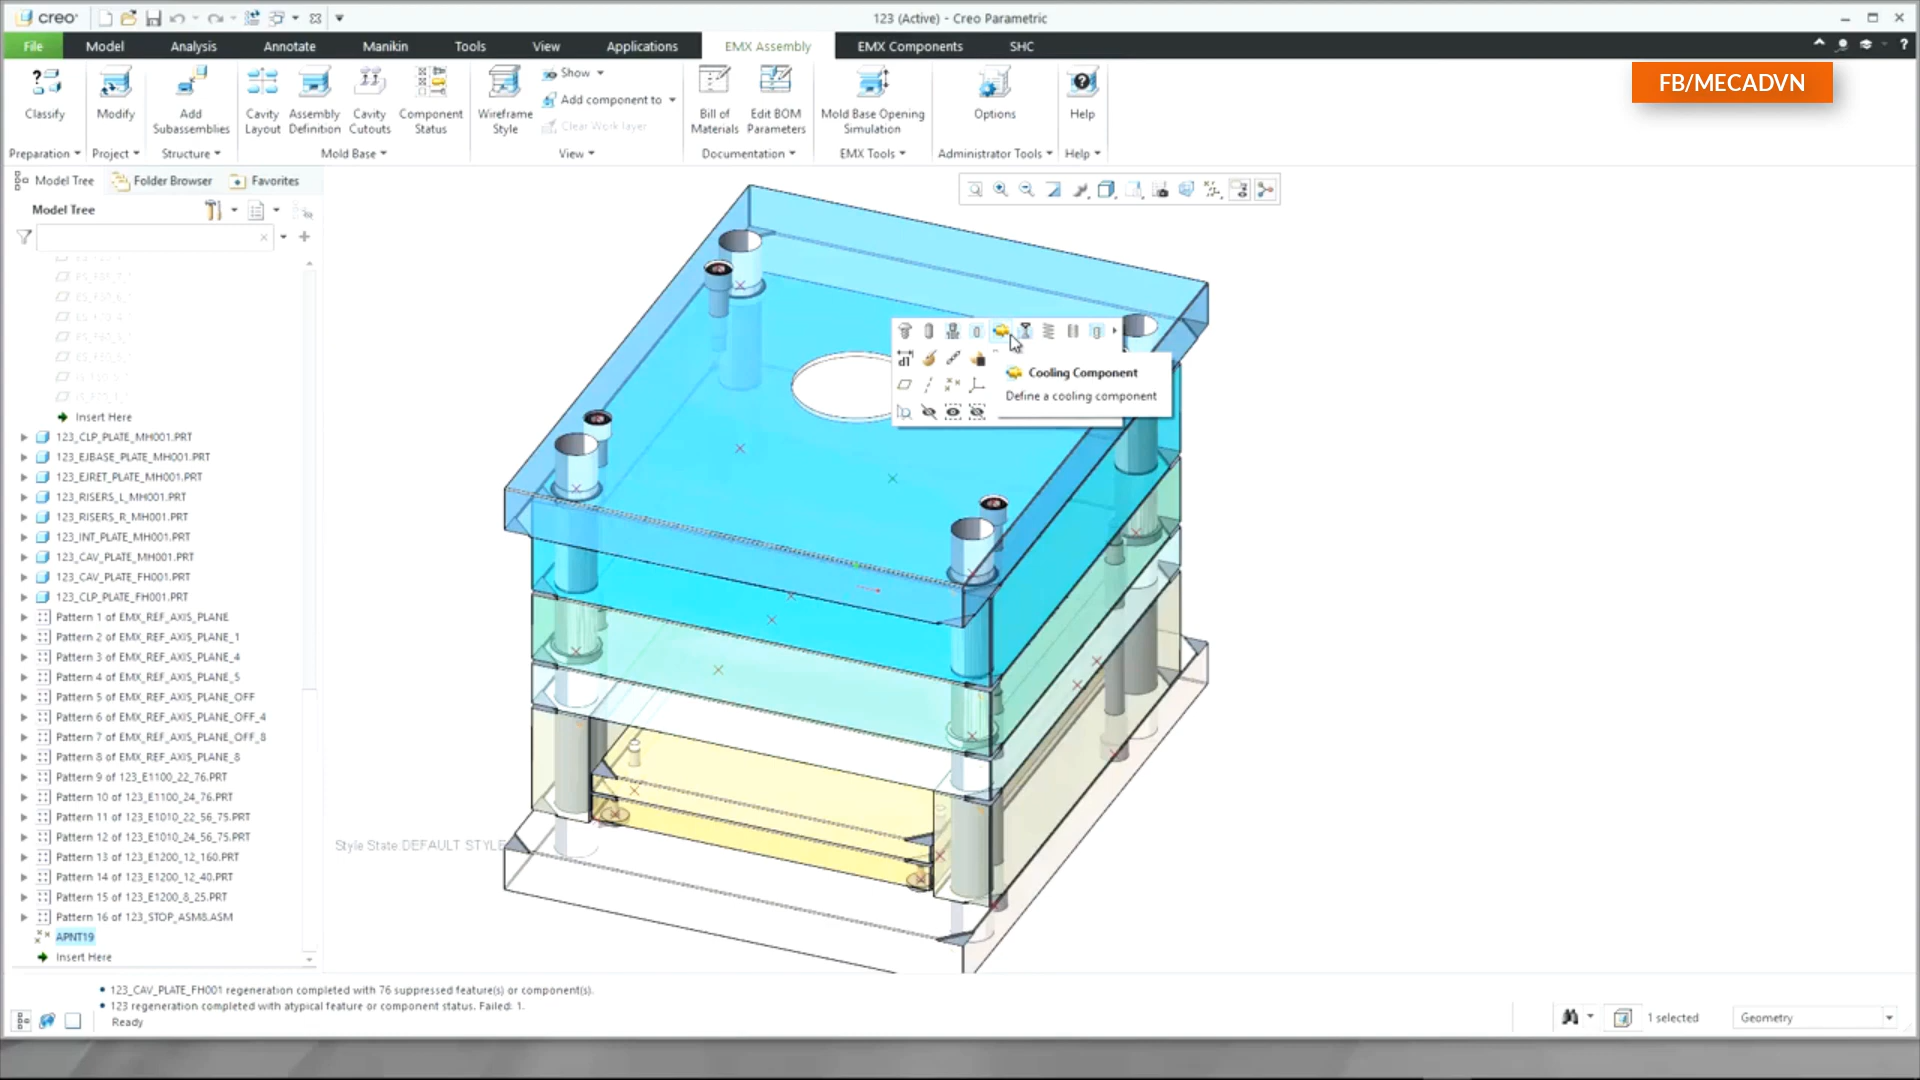 creo
123 (Active) - Creo Parametric
File
Model
Analysis
Annotate
Manikin
Tools
View
Applications
EMX Assembly
EMX Components
SHC
FB/MECADVN
Classify
Modify
Add Subassemblies
Cavity Layout
Assembly Definition
Cavity Cutouts
Component Status
Wireframe Style
Show
Add component to
Clear Work layer
Bill of Materials
Edit BOM Parameters
Mold Base Opening Simulation
Options
Help
Preparation
Project
Structure
Mold Base
View
Documentation
EMX Tools
Administrator Tools
Help
Model Tree
Folder Browser
Favorites
Model Tree
Insert Here
123_CLP_PLATE_MH001.PRT
123_EJBASE_PLATE_MH001.PRT
123_EJRET_PLATE_MH001.PRT
123_RISERS_L_MH001.PRT
123_RISERS_R_MH001.PRT
123_INT_PLATE_MH001.PRT
123_CAV_PLATE_MH001.PRT
123_CAV_PLATE_FH001.PRT
123_CLP_PLATE_FH001.PRT
Pattern 1 of EMX_REF_AXIS_PLANE
Pattern 2 of EMX_REF_AXIS_PLANE_1
Pattern 3 of EMX_REF_AXIS_PLANE_4
Pattern 4 of EMX_REF_AXIS_PLANE_5
Pattern 5 of EMX_REF_AXIS_PLANE_OFF
Pattern 6 of EMX_REF_AXIS_PLANE_OFF_4
Pattern 7 of EMX_REF_AXIS_PLANE_OFF_8
Pattern 8 of EMX_REF_AXIS_PLANE_8
Pattern 9 of 123_E1100_22_76.PRT
Pattern 10 of 123_E1100_24_76.PRT
Pattern 11 of 123_E1010_22_56_75.PRT
Pattern 12 of 123_E1010_24_56_75.PRT
Pattern 13 of 123_E1200_12_160.PRT
Pattern 14 of 123_E1200_12_40.PRT
Pattern 15 of 123_E1200_8_25.PRT
Pattern 16 of 123_STOP_ASM8.ASM
APNT19
Insert Here
Cooling Component
Define a cooling component
Style State:DEFAULT STYLE
123_CAV_PLATE_FH001 regeneration completed with 76 suppressed feature(s) or component(s).
123 regeneration completed with atypical feature or component status. Failed: 1.
Ready
1 selected
Geometry